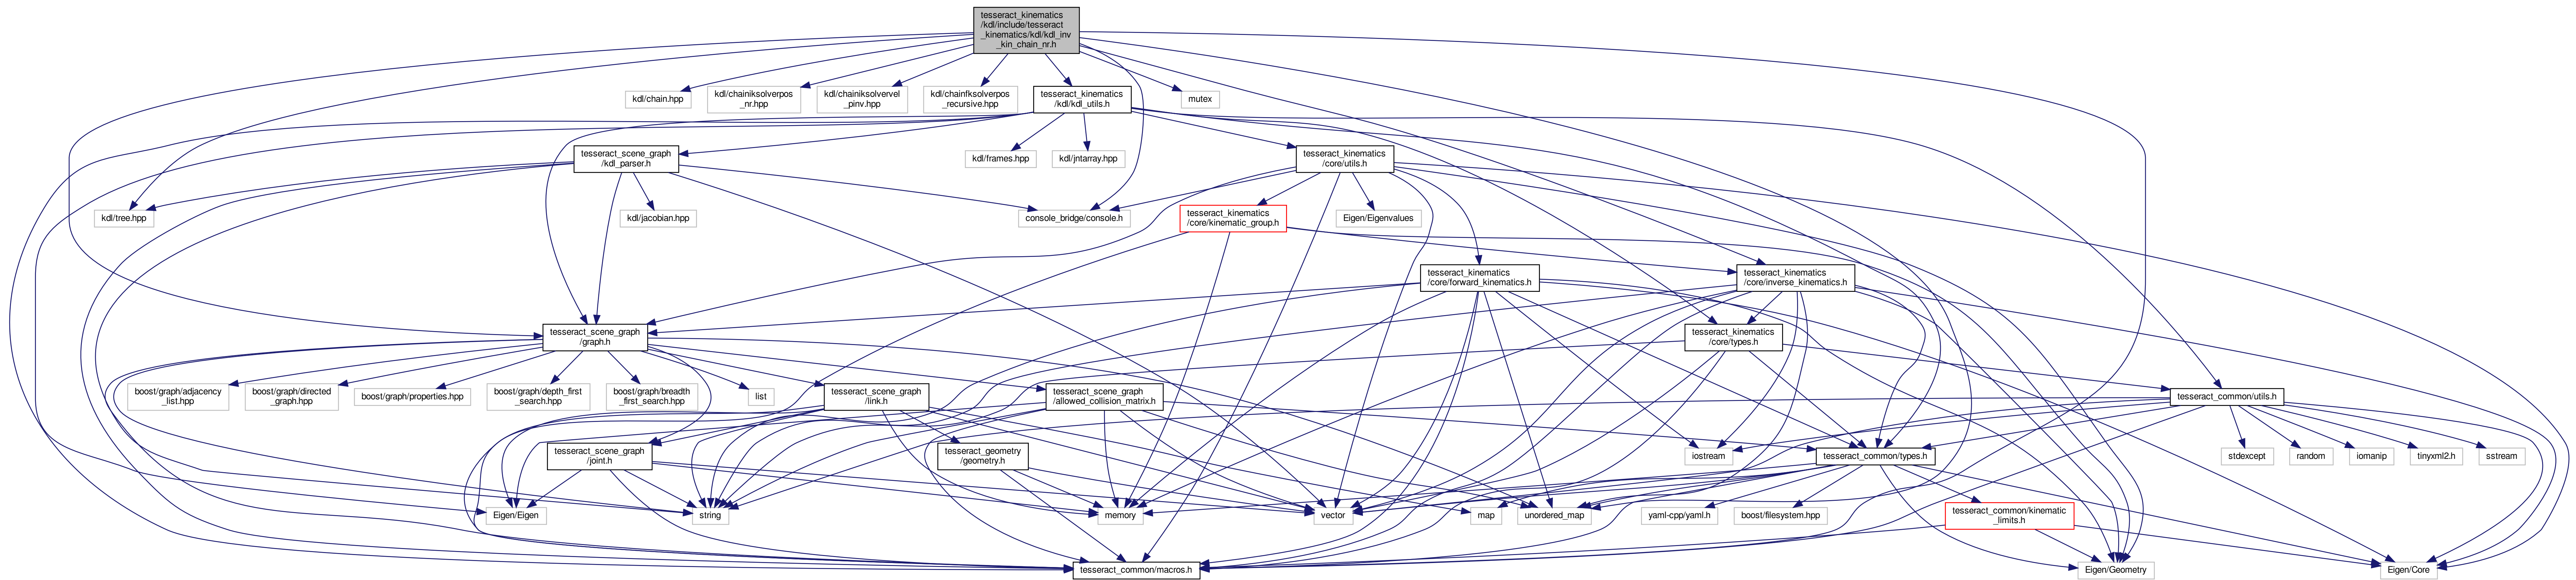 tesseract_kinematics
/kdl/include/tesseract
_kinematics/kdl/kdl_inv
_kin_chain_nr.h
kdl/chain.hpp
kdl/chainiksolverpos
_nr.hpp
kdl/chainiksolvervel
_pinv.hpp
kdl/chainfksolverpos
_recursive.hpp
tesseract_kinematics
/kdl/kdl_utils.h
mutex
tesseract_scene_graph
/kdl_parser.h
kdl/frames.hpp
kdl/jntarray.hpp
tesseract_kinematics
/core/utils.h
kdl/tree.hpp
kdl/jacobian.hpp
console_bridge/console.h
tesseract_kinematics
/core/kinematic_group.h
Eigen/Eigenvalues
tesseract_kinematics
/core/forward_kinematics.h
tesseract_kinematics
/core/inverse_kinematics.h
tesseract_scene_graph
/graph.h
tesseract_kinematics
/core/types.h
boost/graph/adjacency
_list.hpp
boost/graph/directed
_graph.hpp
boost/graph/properties.hpp
boost/graph/depth_first
_search.hpp
boost/graph/breadth
_first_search.hpp
list
tesseract_scene_graph
/link.h
tesseract_scene_graph
/allowed_collision_matrix.h
tesseract_common/utils.h
tesseract_scene_graph
/joint.h
tesseract_geometry
/geometry.h
iostream
tesseract_common/types.h
stdexcept
random
iomanip
tinyxml2.h
sstream
Eigen/Eigen
string
memory
vector
map
unordered_map
yaml-cpp/yaml.h
boost/filesystem.hpp
tesseract_common/kinematic
_limits.h
tesseract_common/macros.h
Eigen/Geometry
Eigen/Core